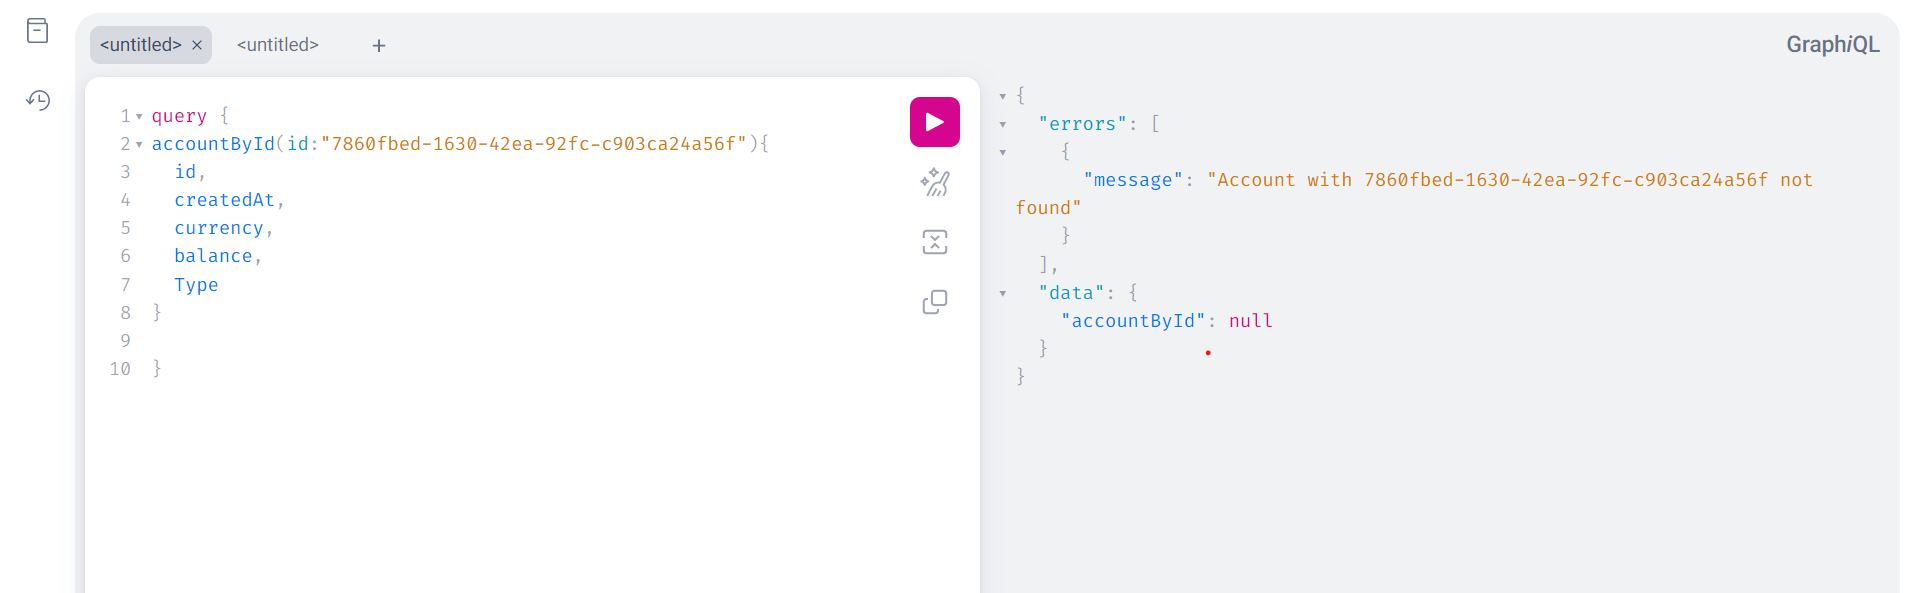 <untitled> × <untitled> +
GraphiQL
1 query {
2 accountById(id:"7860fbed-1630-42ea-92fc-c903ca24a56f"){
3 id,
4 createdAt,
5 currency,
6 balance,
7 Type
8 }
9
10 }
{
"errors": [
{
"message": "Account with 7860fbed-1630-42ea-92fc-c903ca24a56f not
found"
}
],
"data": {
"accountById": null
}
}